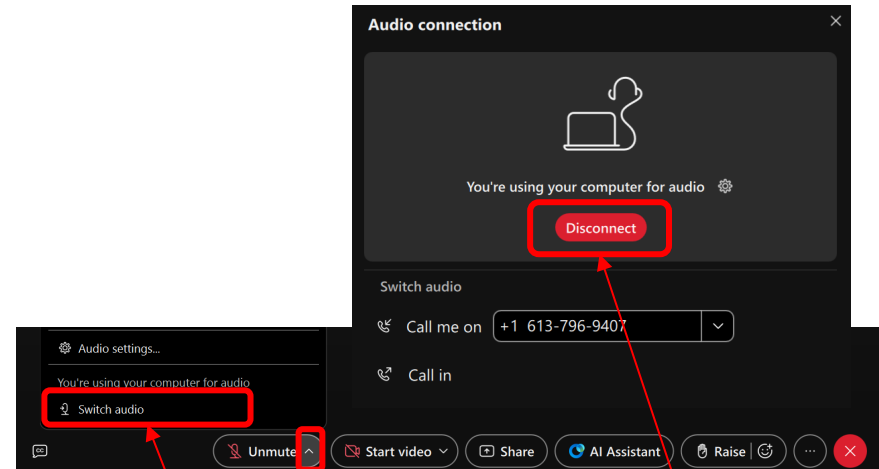 Audio connection
You're using your computer for audio
Disconnect
Switch audio
Call me on +1 613-796-9407
Call in
Audio settings...
You're using your computer for audio
Switch audio
CC Unmute Start video Share AI Assistant Raise ...